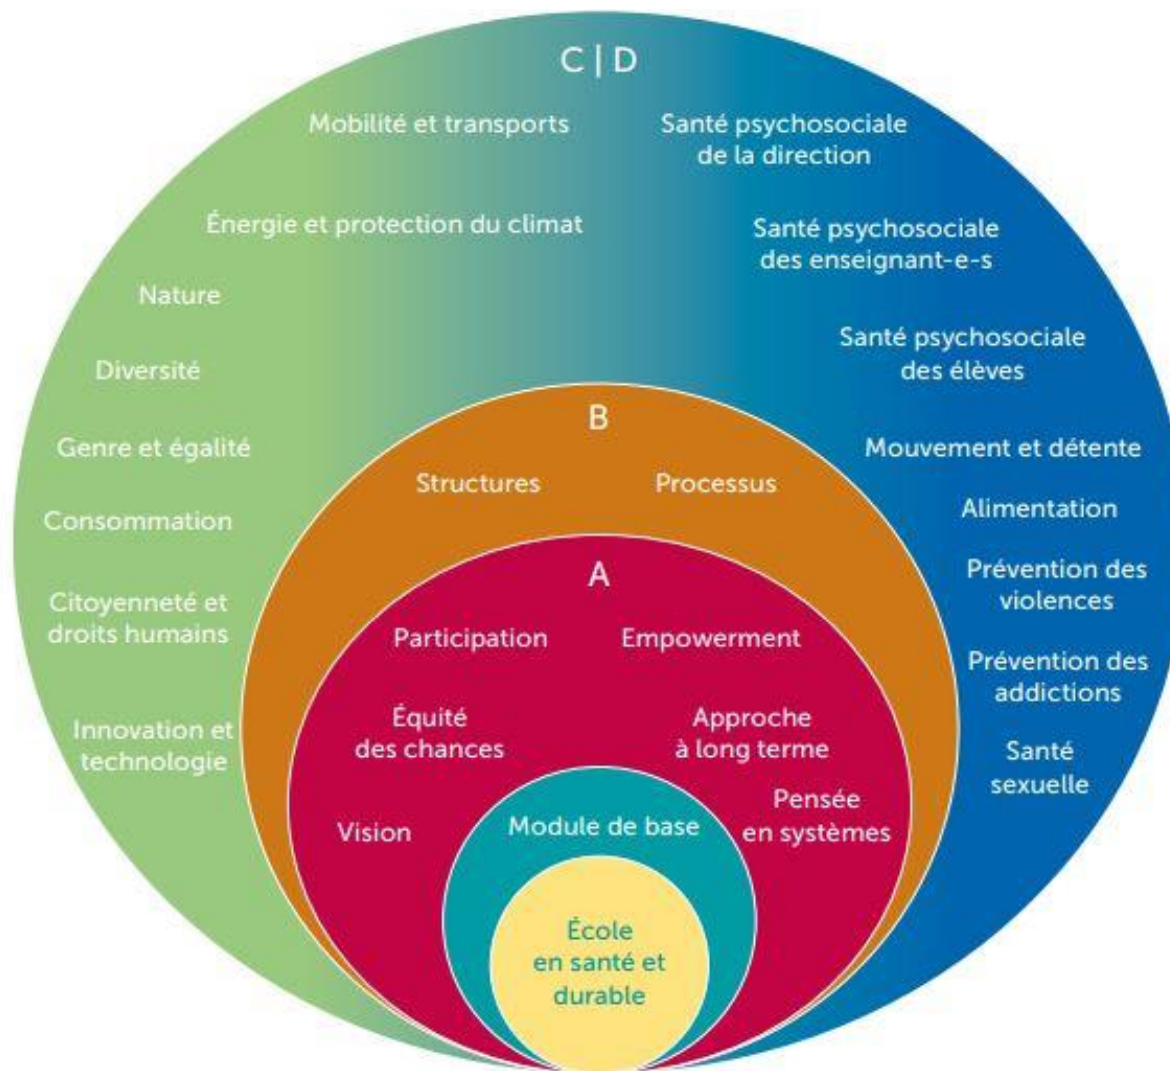 C | D
Mobilité et transports
Santé psychosociale
de la direction
Énergie et protection du climat
Santé psychosociale
des enseignant-e-s
Nature
Santé psychosociale
des élèves
Diversité
B
Genre et égalité
Mouvement et détente
Structures
Processus
Consommation
Alimentation
A
Prévention des
violences
Citoyenneté et
droits humains
Participation
Empowerment
Prévention des
addictions
Équité
des chances
Approche
à long terme
Innovation et
technologie
Santé
sexuelle
Vision
Module de base
Pensée
en systèmes
École
en santé et
durable